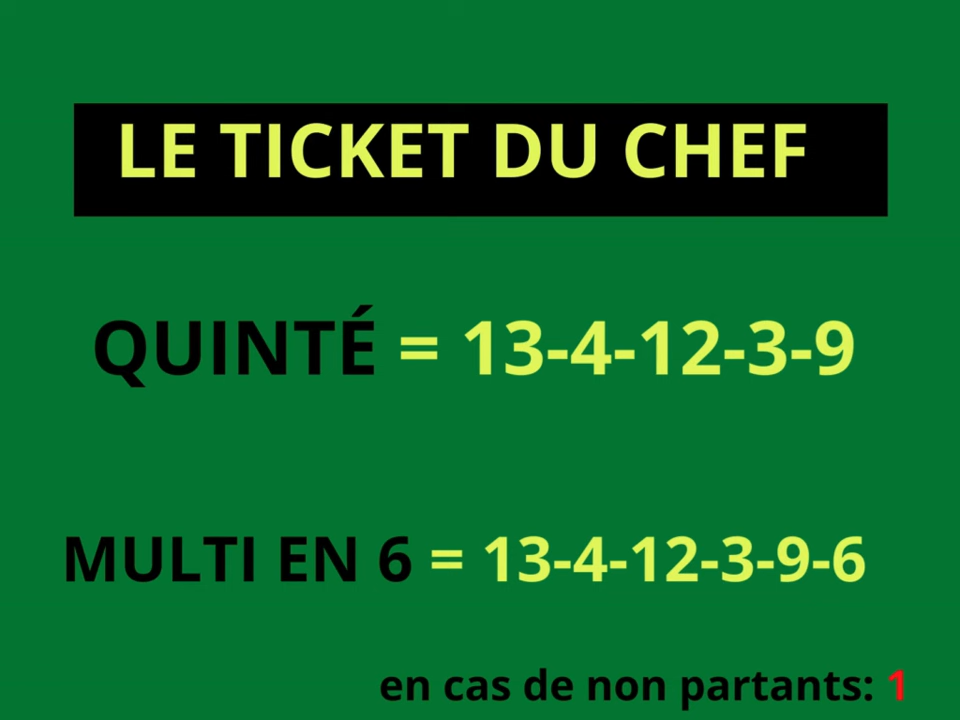 LE TICKET DU CHEF
QUINTÉ = 13-4-12-3-9
MULTI EN 6 = 13-4-12-3-9-6
en cas de non partants: 1